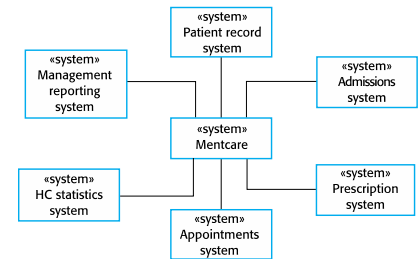 «system»
Patient record
system
«system»
Management
reporting
system
«system»
Admissions
system
«system»
Mentcare
«system»
HC statistics
system
«system»
Prescription
system
«system»
Appointments
system